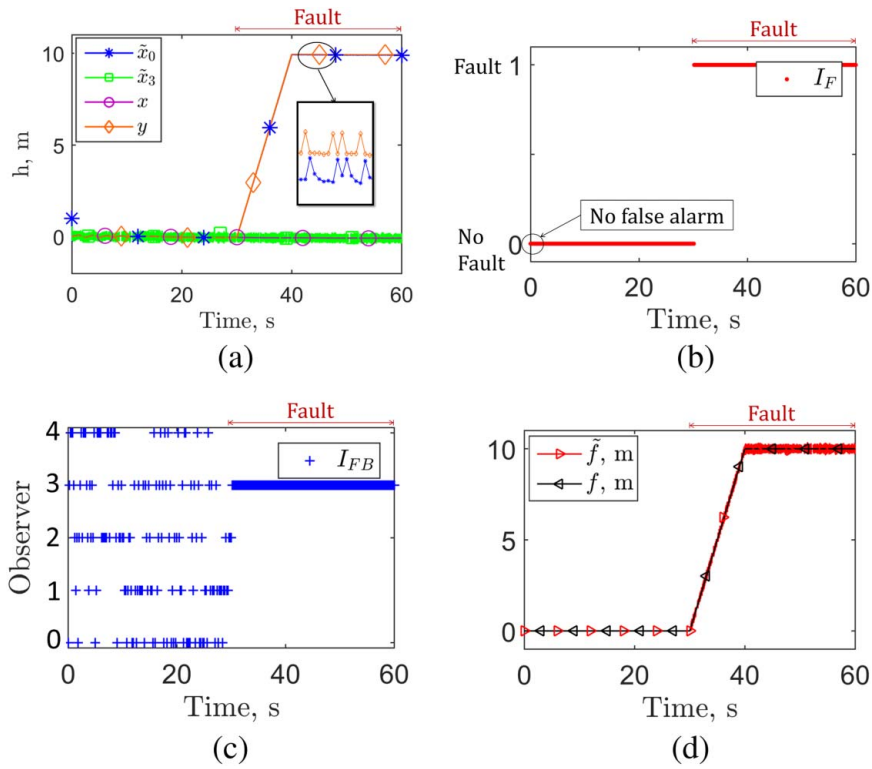 Fault
10
5
0
h, m
x̃₀
x̃₃
x
y
0 20 40 60
Time, s
(a)
Fault
Fault 1
I_F
No false alarm
No 0
Fault
0 20 40 60
Time, s
(b)
Fault
4
3
2
1
0
Observer
I_FB
0 20 40 60
Time, s
(c)
Fault
10
5
0
f̃, m
f, m
0 20 40 60
Time, s
(d)